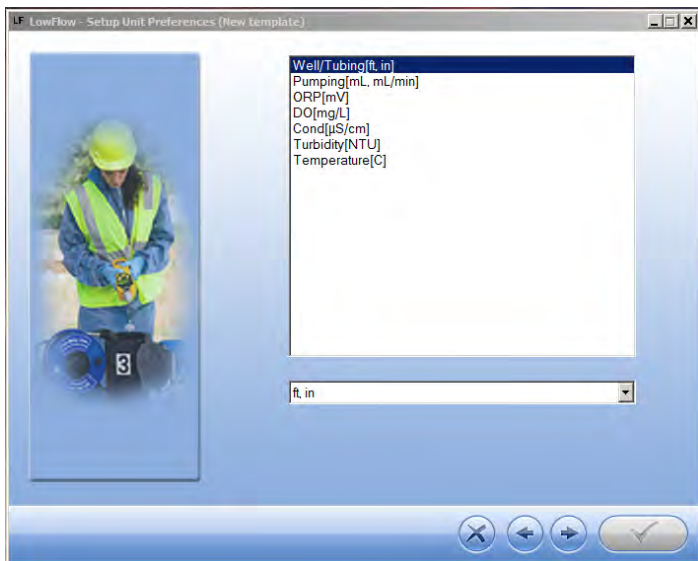 LF LowFlow - Setup Unit Preferences (New template)
Well/Tubing[ft, in]
Pumping[mL, mL/min]
ORP[mV]
DO[mg/L]
Cond[µS/cm]
Turbidity[NTU]
Temperature[C]
3
ft, in